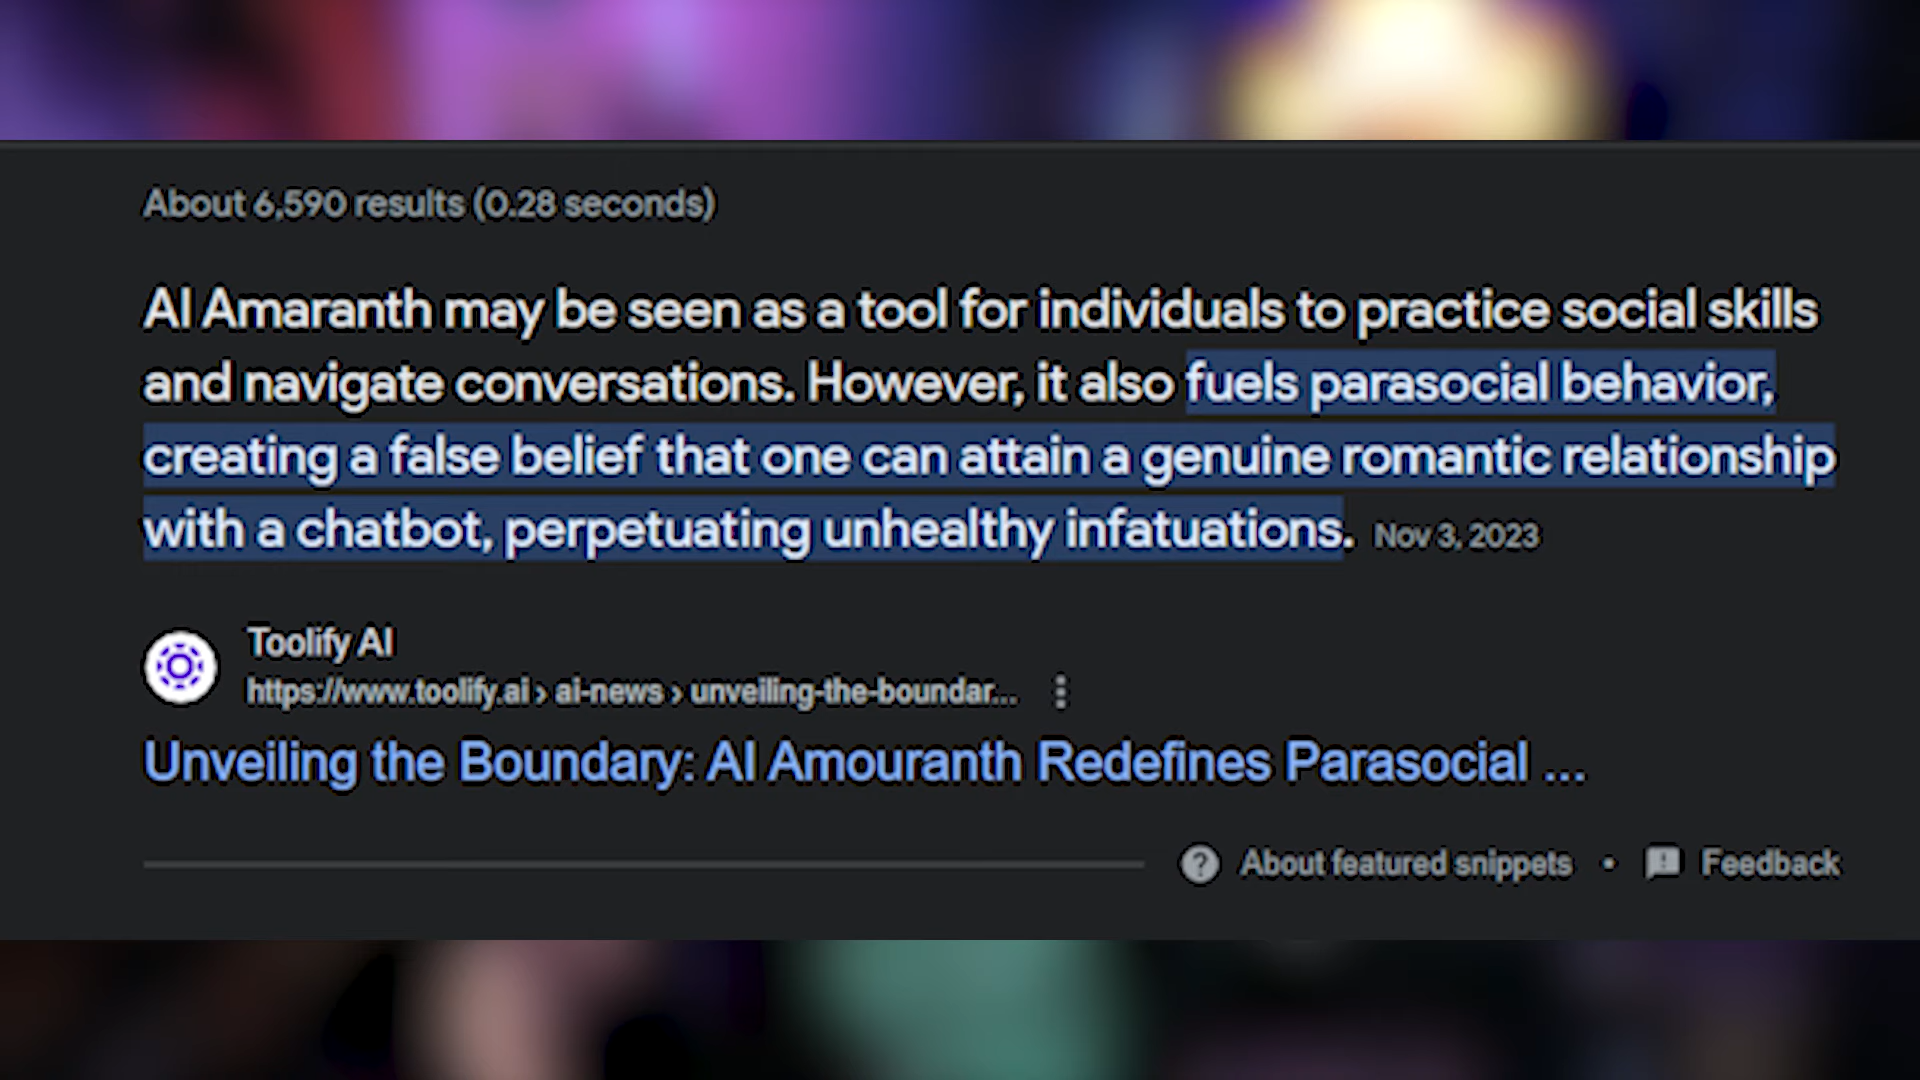 About 6,590 results (0.28 seconds)
AI Amaranth may be seen as a tool for individuals to practice social skills
and navigate conversations. However, it also fuels parasocial behavior,
creating a false belief that one can attain a genuine romantic relationship
with a chatbot, perpetuating unhealthy infatuations. Nov 3, 2023
Toolify AI
https://www.toolify.ai › ai-news › unveiling-the-boundar...
Unveiling the Boundary: AI Amouranth Redefines Parasocial ...
About featured snippets • Feedback